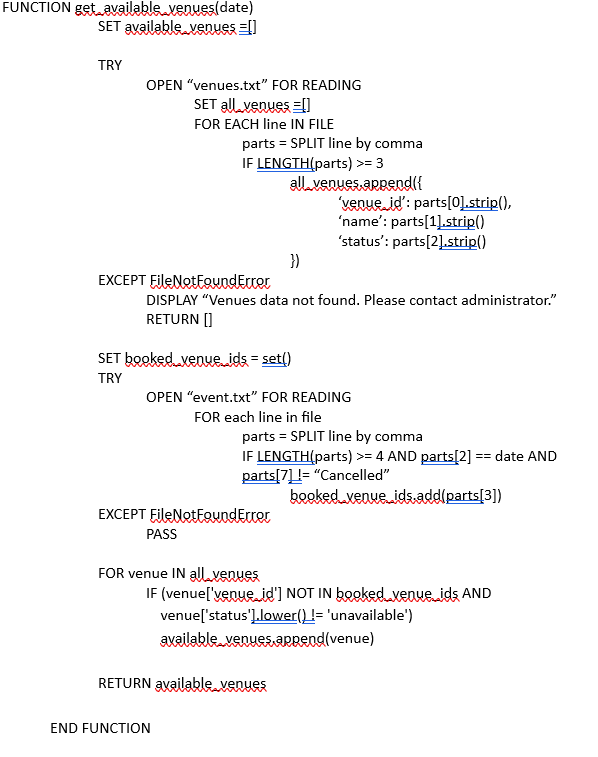 FUNCTION get_available_venues(date)
SET available_venues =[]
TRY
OPEN “venues.txt” FOR READING
SET all_venues =[]
FOR EACH line IN FILE
parts = SPLIT line by comma
IF LENGTH(parts) >= 3
all_venues.append({
‘venue_id’: parts[0].strip(),
‘name’: parts[1].strip()
‘status’: parts[2].strip()
})
EXCEPT FileNotFoundError
DISPLAY “Venues data not found. Please contact administrator.”
RETURN []
SET booked_venue_ids = set()
TRY
OPEN “event.txt” FOR READING
FOR each line in file
parts = SPLIT line by comma
IF LENGTH(parts) >= 4 AND parts[2] == date AND
parts[7] != “Cancelled”
booked_venue_ids.add(parts[3])
EXCEPT FileNotFoundError
PASS
FOR venue IN all_venues
IF (venue['venue_id'] NOT IN booked_venue_ids AND
venue['status'].lower() != 'unavailable')
available_venues.append(venue)
RETURN available_venues
END FUNCTION